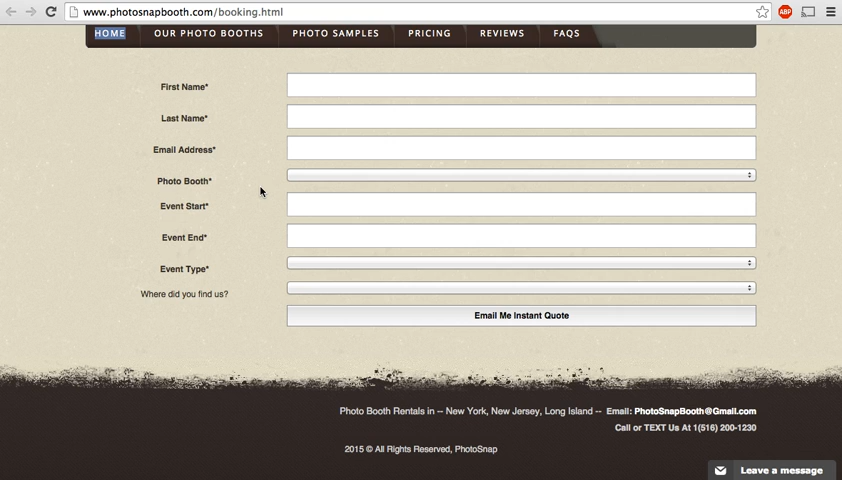 www.photosnapbooth.com/booking.html
ABP
HOME OUR PHOTO BOOTHS PHOTO SAMPLES PRICING REVIEWS FAQS
First Name*
Last Name*
Email Address*
Photo Booth*
Event Start*
Event End*
Event Type*
Where did you find us?
Email Me Instant Quote
Photo Booth Rentals in -- New York, New Jersey, Long Island -- Email: PhotoSnapBooth@Gmail.com
Call or TEXT Us At 1(516) 200-1230
2015 © All Rights Reserved, PhotoSnap
Leave a message